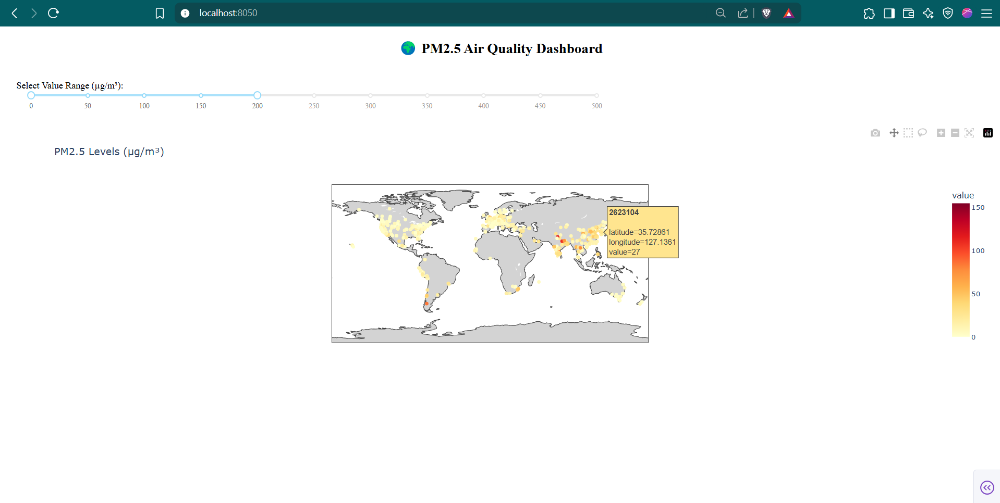 localhost:8050
PM2.5 Air Quality Dashboard
Select Value Range (µg/m³):
0 50 100 150 200 250 300 350 400 450 500
PM2.5 Levels (µg/m³)
value
150
100
50
0
2623104
latitude=35.72861
longitude=127.1361
value=27